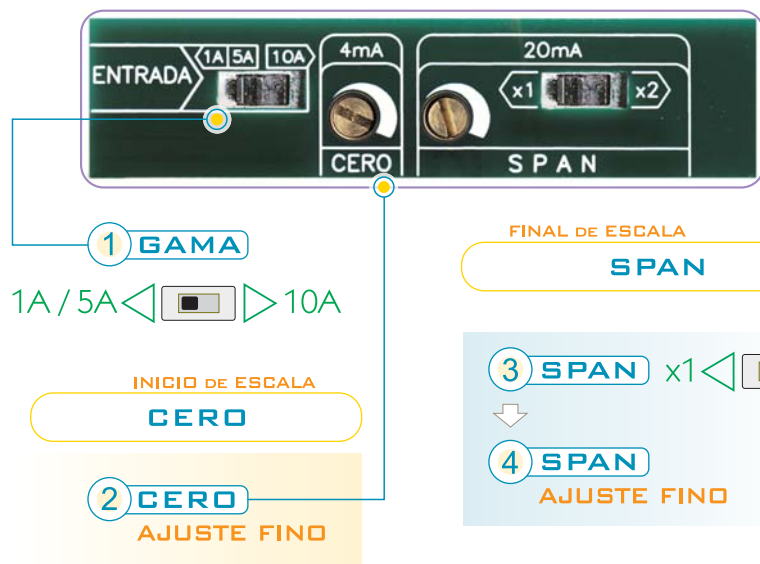 ENTRADA 1A 5A 10A
4mA
CERO
20mA
x1 x2
SPAN
1 GAMA
1A / 5A 10A
INICIO DE ESCALA
CERO
2 CERO
AJUSTE FINO
FINAL DE ESCALA
SPAN
3 SPAN x1
4 SPAN
AJUSTE FINO